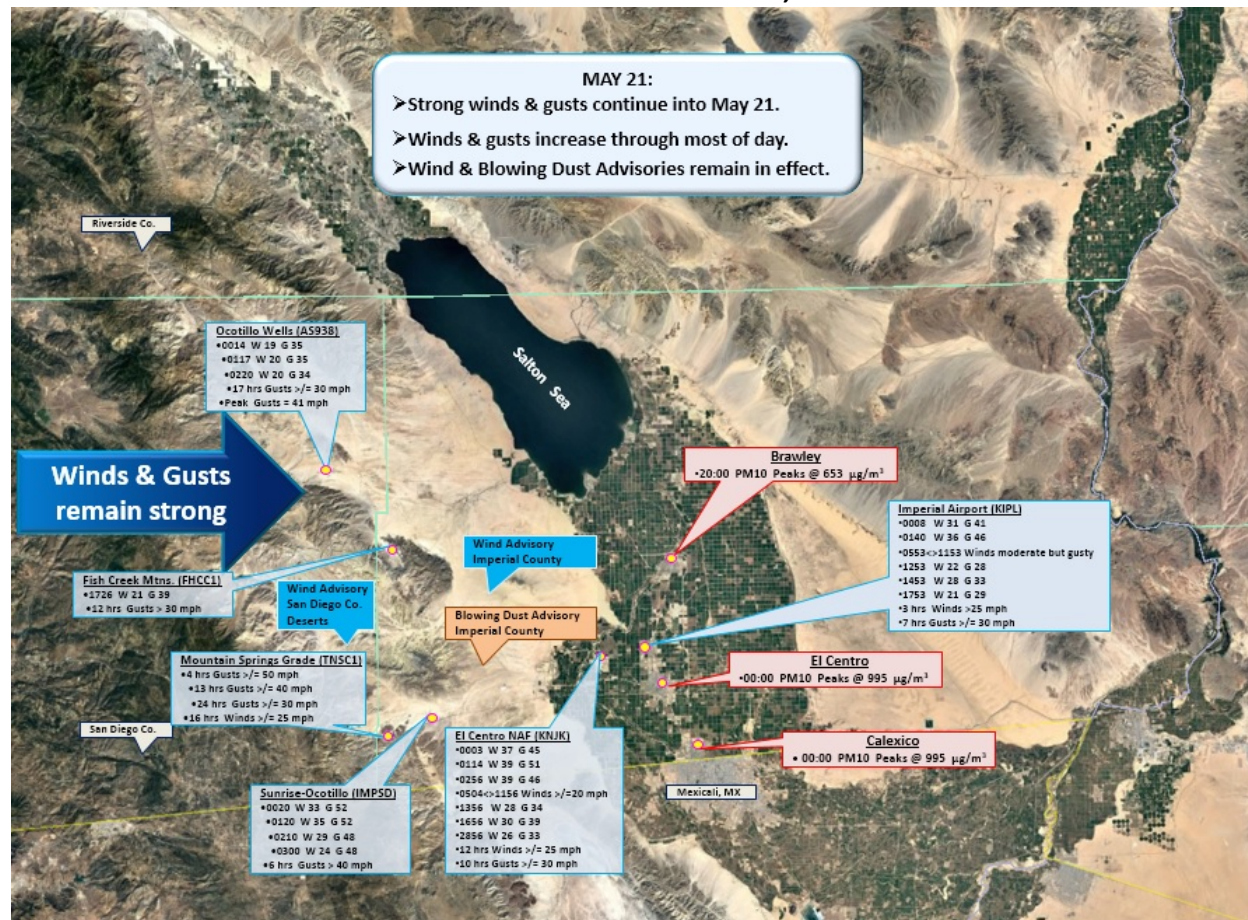 MAY 21:
➤Strong winds & gusts continue into May 21.
➤Winds & gusts increase through most of day.
➤Wind & Blowing Dust Advisories remain in effect.
Riverside Co.
Ocotillo Wells (AS938)
•0014 W 19 G 35
•0117 W 20 G 35
•0220 W 20 G 34
•17 hrs Gusts >/= 30 mph
•Peak Gusts = 41 mph
Salton Sea
Winds & Gusts
remain strong
Brawley
•20:00 PM10 Peaks @ 653 µg/m³
Imperial Airport (KIPL)
•0008 W 31 G 41
•0140 W 36 G 46
•0553<>1153 Winds moderate but gusty
•1253 W 22 G 28
•1453 W 28 G 33
•1753 W 21 G 29
•3 hrs Winds >25 mph
•7 hrs Gusts >/= 30 mph
Fish Creek Mtns. (FHCC1)
•1726 W 21 G 39
•12 hrs Gusts > 30 mph
Wind Advisory
San Diego Co.
Deserts
Wind Advisory
Imperial County
Blowing Dust Advisory
Imperial County
Mountain Springs Grade (TNSC1)
•4 hrs Gusts >/= 50 mph
•13 hrs Gusts >/= 40 mph
•24 hrs Gusts >/= 30 mph
•16 hrs Winds >/= 25 mph
El Centro
•00:00 PM10 Peaks @ 995 µg/m³
San Diego Co.
Sunrise-Ocotillo (IMPSD)
•0020 W 33 G 52
•0120 W 35 G 52
•0210 W 29 G 48
•0300 W 24 G 48
•6 hrs Gusts > 40 mph
El Centro NAF (KNJK)
•0003 W 37 G 45
•0114 W 39 G 51
•0256 W 39 G 46
•0504<>1156 Winds >/=20 mph
•1356 W 28 G 34
•1656 W 30 G 39
•2856 W 26 G 33
•12 hrs Winds >/= 25 mph
•10 hrs Gusts >/= 30 mph
Calexico
• 00:00 PM10 Peaks @ 995 µg/m³
Mexicali, MX